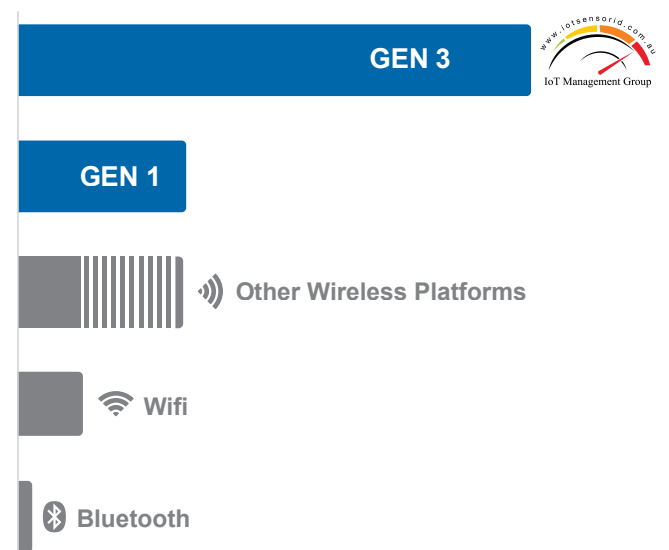 www.iotsensorid.com.au
GEN 3
IoT Management Group
GEN 1
Other Wireless Platforms
Wifi
Bluetooth